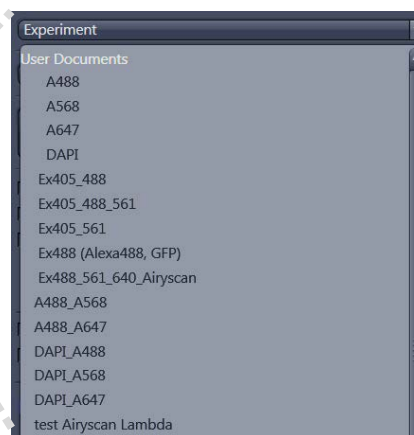 Experiment
User Documents
A488
A568
A647
DAPI
Ex405_488
Ex405_488_561
Ex405_561
Ex488 (Alexa488, GFP)
Ex488_561_640_Airyscan
A488_A568
A488_A647
DAPI_A488
DAPI_A568
DAPI_A647
test Airyscan Lambda